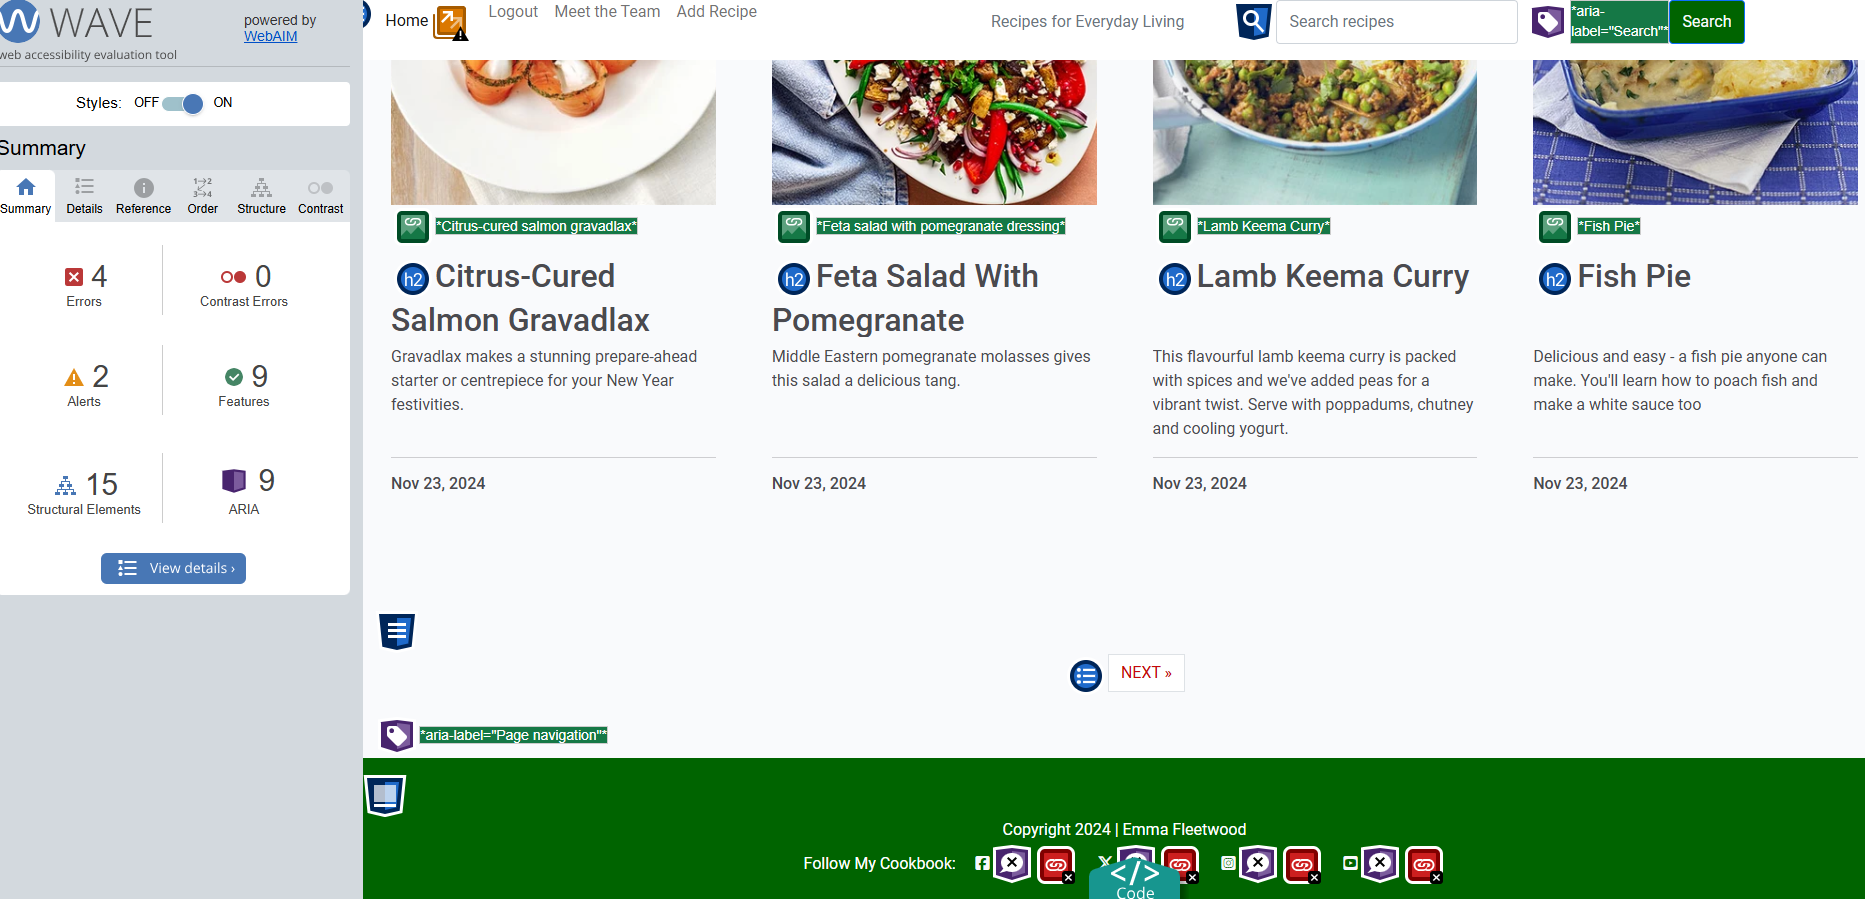 WAVE
powered by
WebAIM
web accessibility evaluation tool
Styles: OFF ON
Summary
Summary Details Reference Order Structure Contrast
4
Errors
0
Contrast Errors
2
Alerts
9
Features
15
Structural Elements
9
ARIA
View details ›
Home Logout Meet the Team Add Recipe Recipes for Everyday Living Search recipes *aria-label="Search"* Search
*Citrus-cured salmon gravadlax*
h2 Citrus-Cured
Salmon Gravadlax
Gravadlax makes a stunning prepare-ahead
starter or centrepiece for your New Year
festivities.
Nov 23, 2024
*Feta salad with pomegranate dressing*
h2 Feta Salad With
Pomegranate
Middle Eastern pomegranate molasses gives
this salad a delicious tang.
Nov 23, 2024
*Lamb Keema Curry*
h2 Lamb Keema Curry
This flavourful lamb keema curry is packed
with spices and we've added peas for a
vibrant twist. Serve with poppadums, chutney
and cooling yogurt.
Nov 23, 2024
*Fish Pie*
h2 Fish Pie
Delicious and easy - a fish pie anyone can
make. You'll learn how to poach fish and
make a white sauce too
Nov 23, 2024
NEXT »
*aria-label="Page navigation"*
Copyright 2024 | Emma Fleetwood
Follow My Cookbook:
</> Code